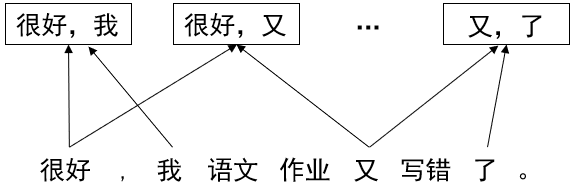 很好，我 很好，又 … 又，了
很好 ， 我 语文 作业 又 写错 了 。